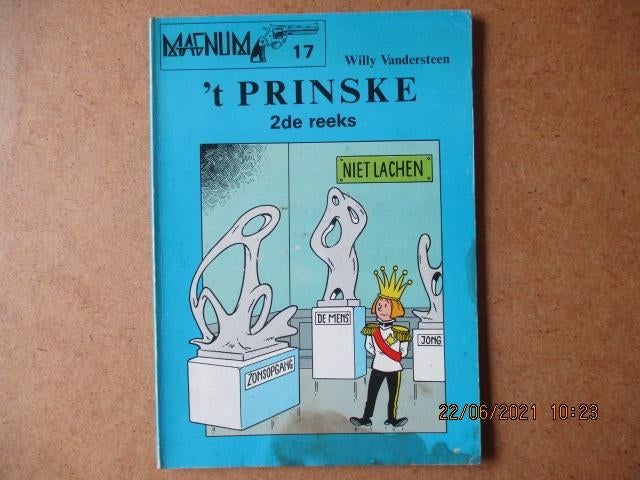 MAGNUM 17
Willy Vandersteen
't PRINSKE
2de reeks
NIET LACHEN
DE MENS
JONG
ZONSOPGANG
22/06/2021 10:23